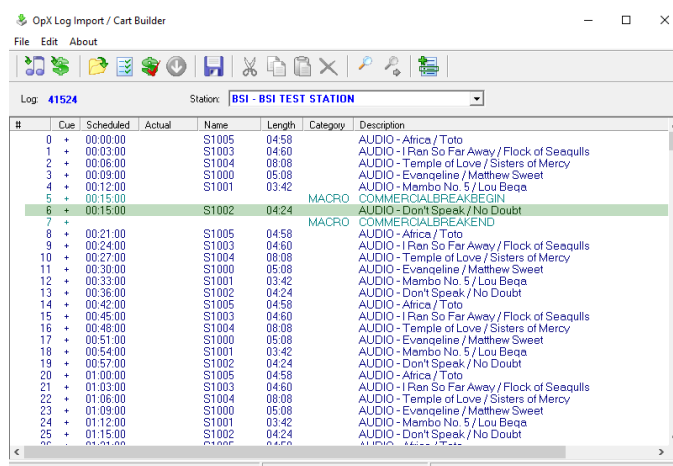 OpX Log Import / Cart Builder
File Edit About
Log: 41524 Station: BSI - BSI TEST STATION
# Cue Scheduled Actual Name Length Category Description
0 + 00:00:00 S1005 04:58 AUDIO - Africa / Toto
1 + 00:03:00 S1003 04:60 AUDIO - I Ran So Far Away / Flock of Seagulls
2 + 00:06:00 S1004 08:08 AUDIO - Temple of Love / Sisters of Mercy
3 + 00:09:00 S1000 05:08 AUDIO - Evangeline / Matthew Sweet
4 + 00:12:00 S1001 03:42 AUDIO - Mambo No. 5 / Lou Bega
5 + 00:15:00 MACRO COMMERCIALBREAKBEGIN
6 + 00:15:00 S1002 04:24 AUDIO - Don't Speak / No Doubt
7 + MACRO COMMERCIALBREAKEND
8 + 00:21:00 S1005 04:58 AUDIO - Africa / Toto
9 + 00:24:00 S1003 04:60 AUDIO - I Ran So Far Away / Flock of Seagulls
10 + 00:27:00 S1004 08:08 AUDIO - Temple of Love / Sisters of Mercy
11 + 00:30:00 S1000 05:08 AUDIO - Evangeline / Matthew Sweet
12 + 00:33:00 S1001 03:42 AUDIO - Mambo No. 5 / Lou Bega
13 + 00:36:00 S1002 04:24 AUDIO - Don't Speak / No Doubt
14 + 00:42:00 S1005 04:58 AUDIO - Africa / Toto
15 + 00:45:00 S1003 04:60 AUDIO - I Ran So Far Away / Flock of Seagulls
16 + 00:48:00 S1004 08:08 AUDIO - Temple of Love / Sisters of Mercy
17 + 00:51:00 S1000 05:08 AUDIO - Evangeline / Matthew Sweet
18 + 00:54:00 S1001 03:42 AUDIO - Mambo No. 5 / Lou Bega
19 + 00:57:00 S1002 04:24 AUDIO - Don't Speak / No Doubt
20 + 01:00:00 S1005 04:58 AUDIO - Africa / Toto
21 + 01:03:00 S1003 04:60 AUDIO - I Ran So Far Away / Flock of Seagulls
22 + 01:06:00 S1004 08:08 AUDIO - Temple of Love / Sisters of Mercy
23 + 01:09:00 S1000 05:08 AUDIO - Evangeline / Matthew Sweet
24 + 01:12:00 S1001 03:42 AUDIO - Mambo No. 5 / Lou Bega
25 + 01:15:00 S1002 04:24 AUDIO - Don't Speak / No Doubt